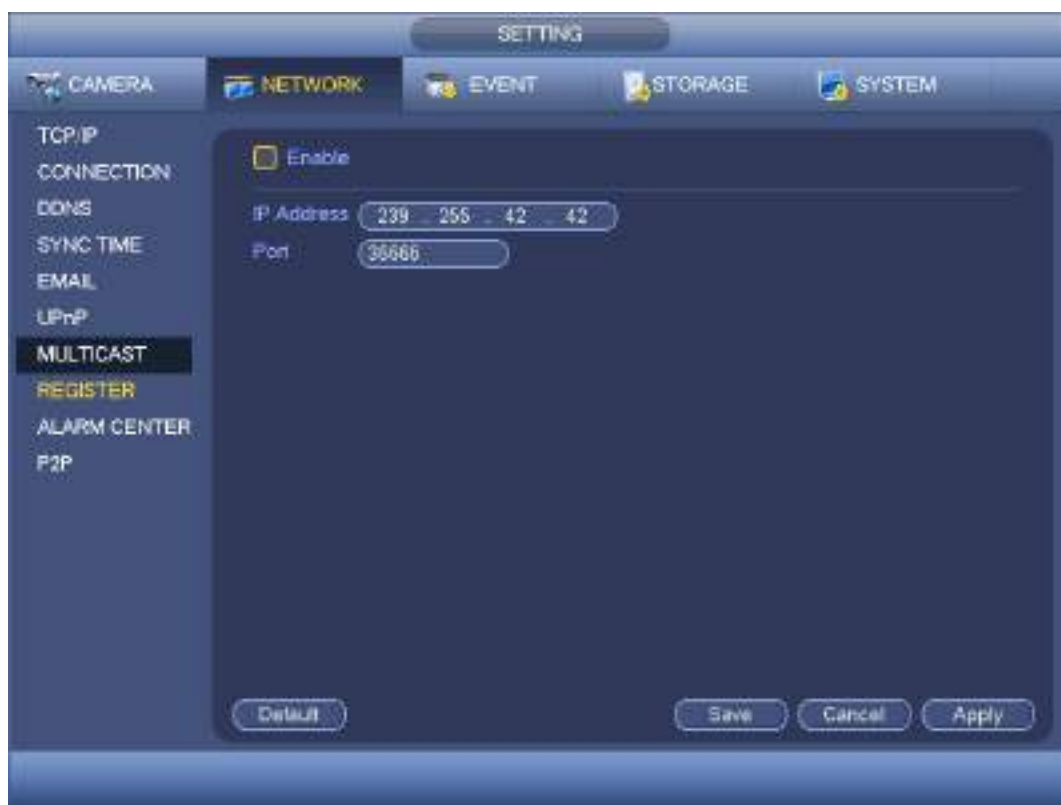 SETTING
CAMERA NETWORK EVENT STORAGE SYSTEM
TCP/IP
CONNECTION
DDNS
SYNC TIME
EMAIL
UPnP
MULTICAST
REGISTER
ALARM CENTER
P2P
Enable
IP Address 239 . 255 . 42 . 42
Port 36666
Default Save Cancel Apply